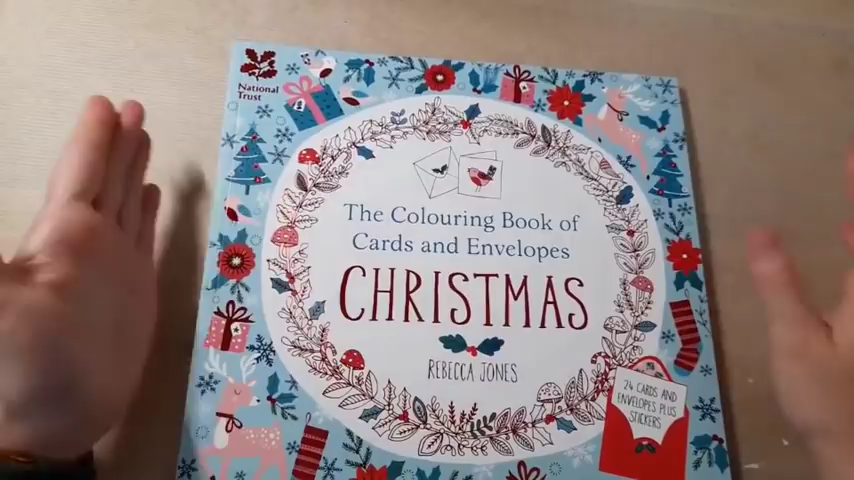 National
Trust
The Colouring Book of
Cards and Envelopes
CHRISTMAS
REBECCA JONES
24 CARDS AND
ENVELOPES PLUS
STICKERS